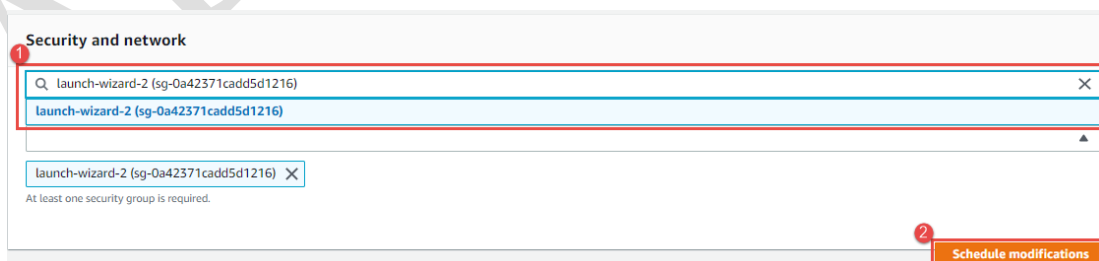 Security and network
1
launch-wizard-2 (sg-0a42371cadd5d1216)
launch-wizard-2 (sg-0a42371cadd5d1216)
launch-wizard-2 (sg-0a42371cadd5d1216)
At least one security group is required.
2
Schedule modifications